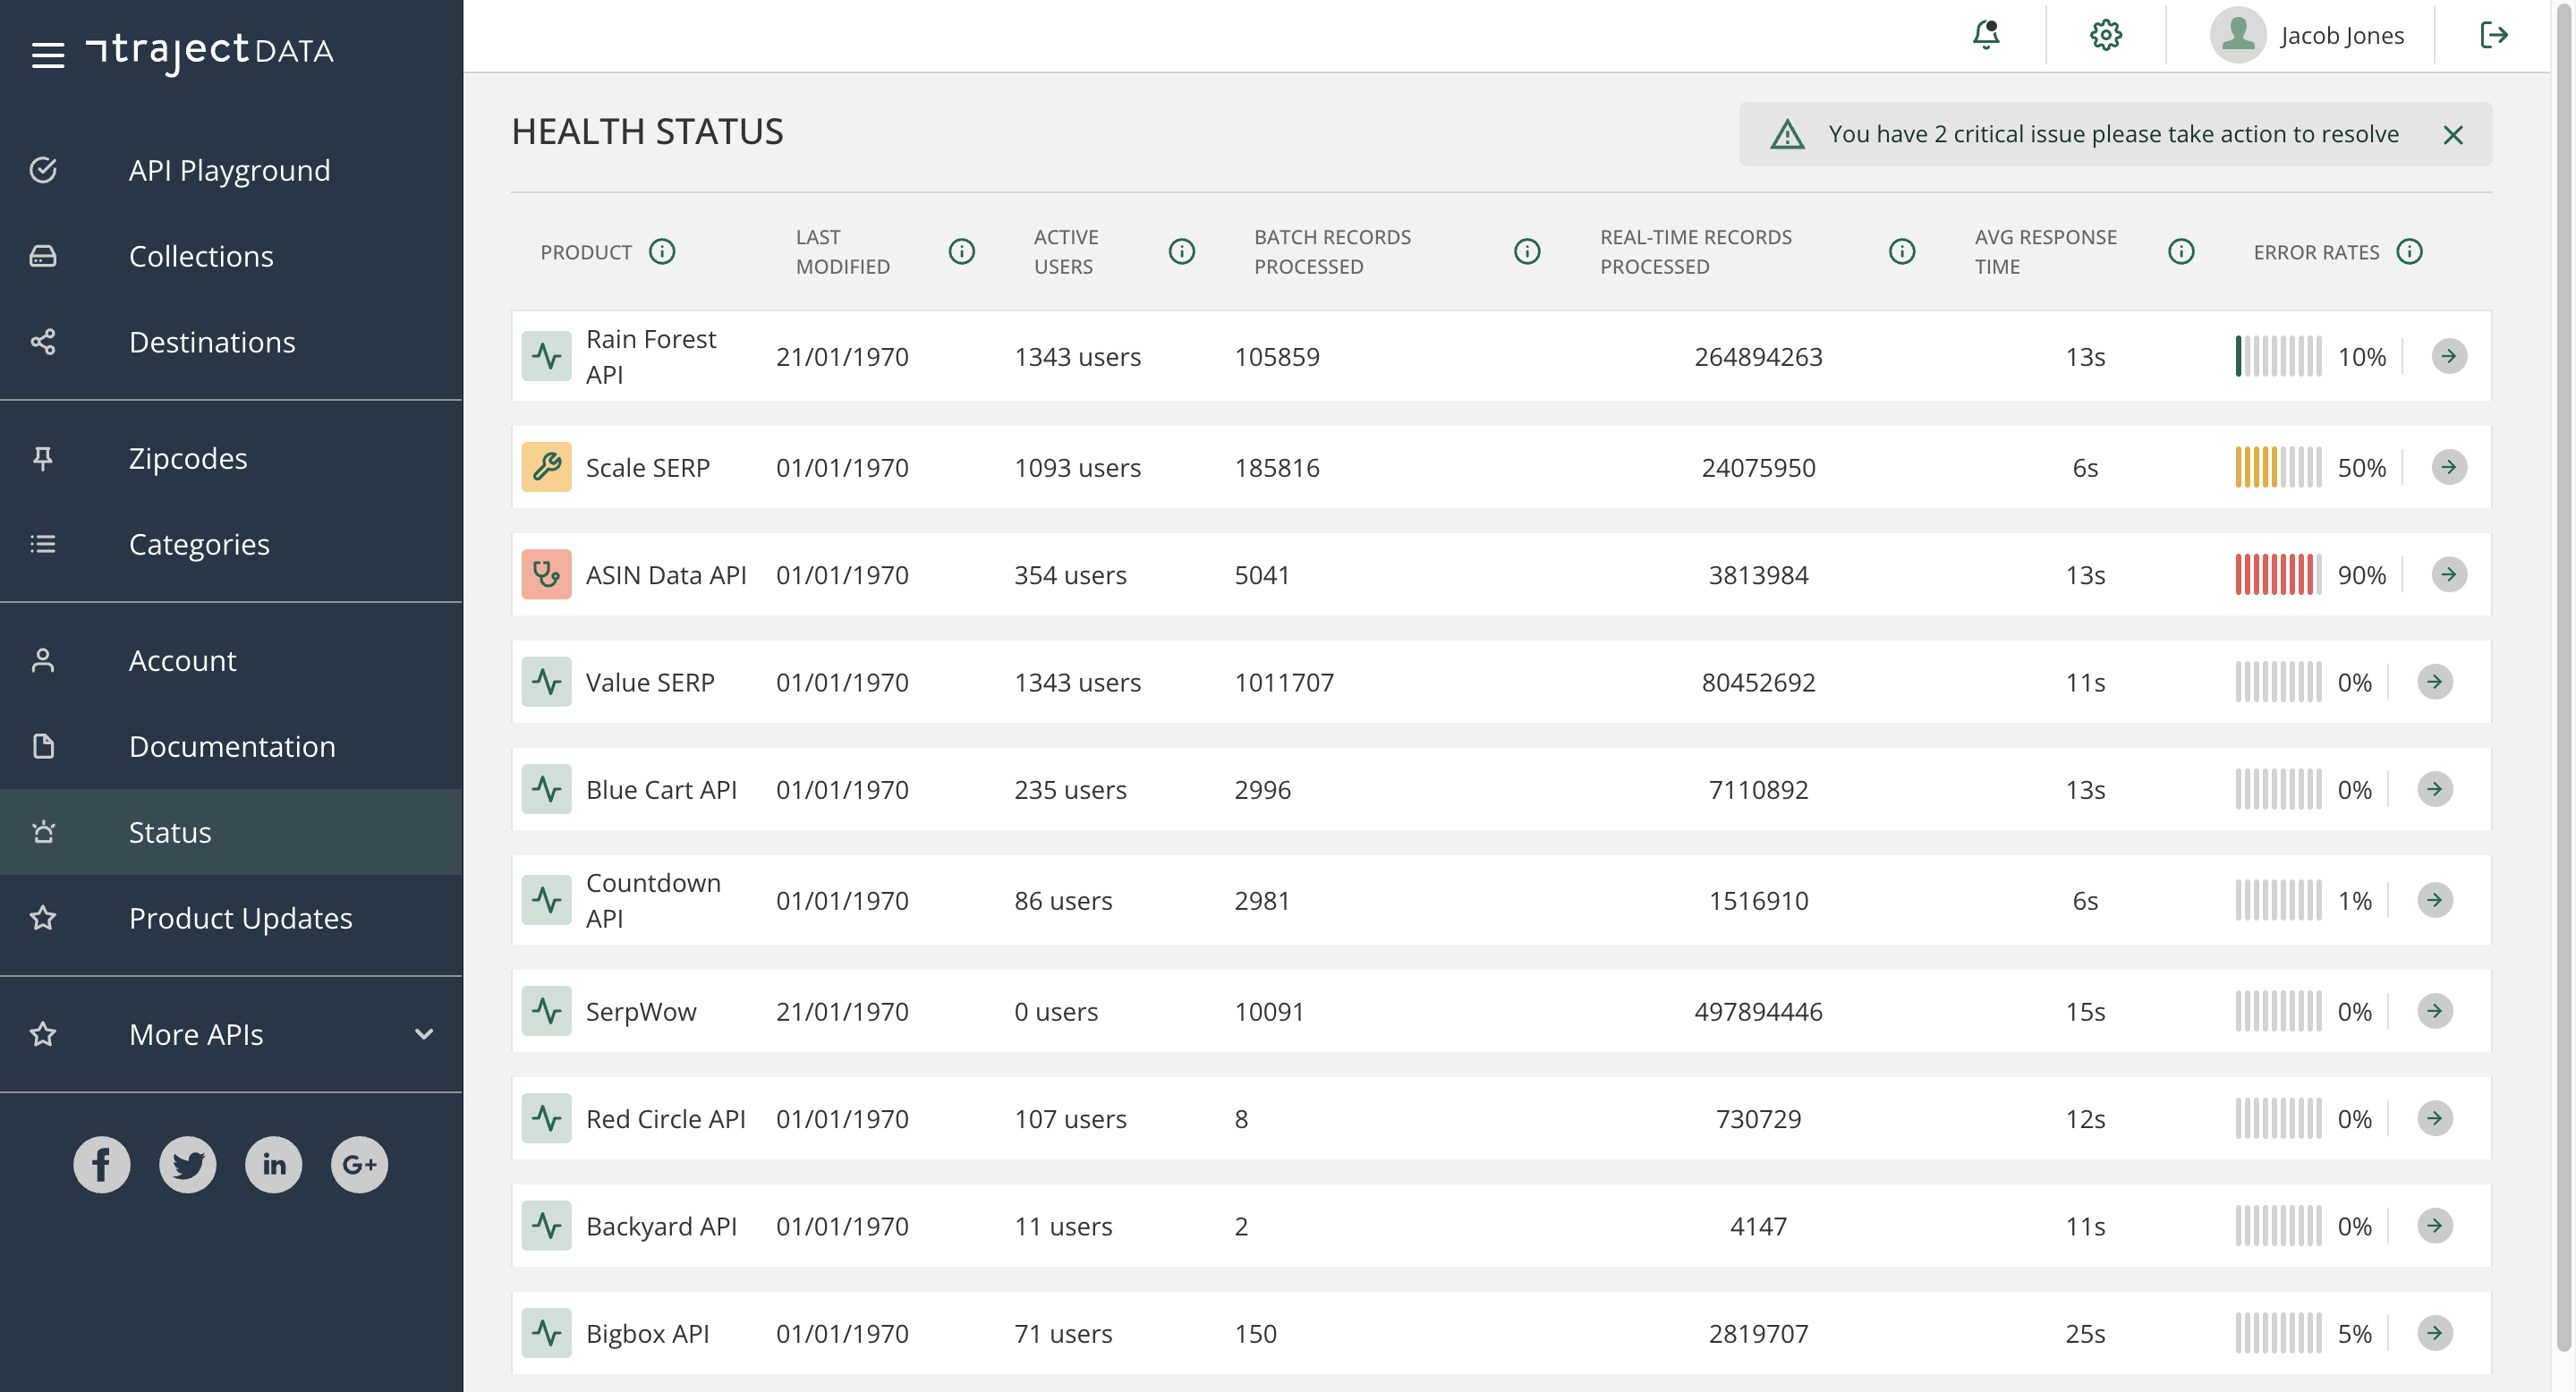 trajectDATA
Jacob Jones
API Playground
Collections
Destinations
Zipcodes
Categories
Account
Documentation
Status
Product Updates
More APIs
f
in
G+
HEALTH STATUS
You have 2 critical issue please take action to resolve
PRODUCT
LAST
MODIFIED
ACTIVE
USERS
BATCH RECORDS
PROCESSED
REAL-TIME RECORDS
PROCESSED
AVG RESPONSE
TIME
ERROR RATES
Rain Forest
API
21/01/1970 1343 users 105859 264894263 13s 10%
Scale SERP 01/01/1970 1093 users 185816 24075950 6s 50%
ASIN Data API 01/01/1970 354 users 5041 3813984 13s 90%
Value SERP 01/01/1970 1343 users 1011707 80452692 11s 0%
Blue Cart API 01/01/1970 235 users 2996 7110892 13s 0%
Countdown
API
01/01/1970 86 users 2981 1516910 6s 1%
SerpWow 21/01/1970 0 users 10091 497894446 15s 0%
Red Circle API 01/01/1970 107 users 8 730729 12s 0%
Backyard API 01/01/1970 11 users 2 4147 11s 0%
Bigbox API 01/01/1970 71 users 150 2819707 25s 5%